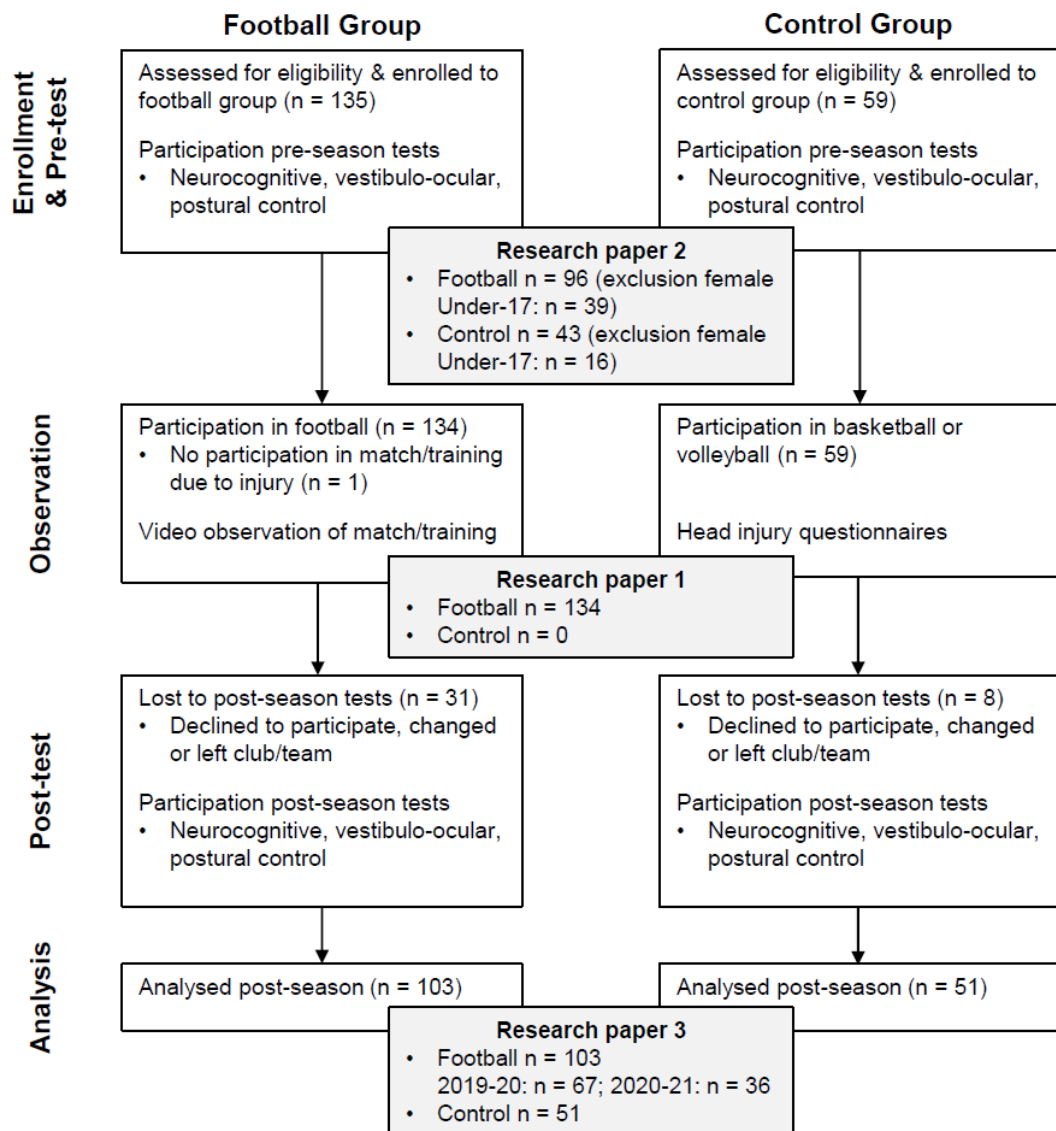 Football Group
Control Group
Enrollment
& Pre-test
Assessed for eligibility & enrolled to
football group (n = 135)
Participation pre-season tests
• Neurocognitive, vestibulo-ocular,
postural control
Assessed for eligibility & enrolled to
control group (n = 59)
Participation pre-season tests
• Neurocognitive, vestibulo-ocular,
postural control
Research paper 2
• Football n = 96 (exclusion female
Under-17: n = 39)
• Control n = 43 (exclusion female
Under-17: n = 16)
Observation
Participation in football (n = 134)
• No participation in match/training
due to injury (n = 1)
Video observation of match/training
Participation in basketball or
volleyball (n = 59)
Head injury questionnaires
Research paper 1
• Football n = 134
• Control n = 0
Post-test
Lost to post-season tests (n = 31)
• Declined to participate, changed
or left club/team
Participation post-season tests
• Neurocognitive, vestibulo-ocular,
postural control
Lost to post-season tests (n = 8)
• Declined to participate, changed
or left club/team
Participation post-season tests
• Neurocognitive, vestibulo-ocular,
postural control
Analysis
Analysed post-season (n = 103)
Analysed post-season (n = 51)
Research paper 3
• Football n = 103
2019-20: n = 67; 2020-21: n = 36
• Control n = 51